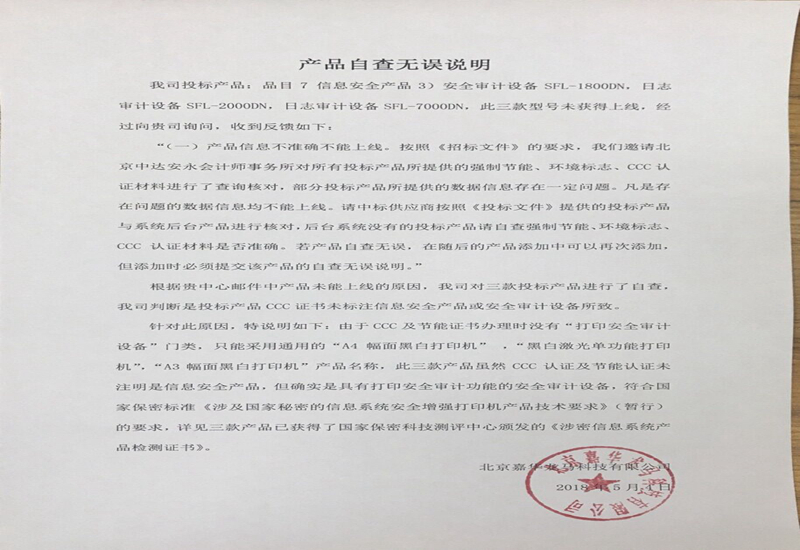 产品自查无误说明
我司投标产品：品目 7 信息安全产品 3）安全审计设备 SFL-1800DN，日志
审计设备 SFL-2000DN，日志审计设备 SFL-7000DN，此三款型号未获得上线，经
过向贵司询问，收到反馈如下：
“（一）产品信息不准确不能上线。按照《招标文件》的要求，我们邀请北
京中达安永会计师事务所对所有投标产品所提供的强制节能、环境标志、CCC 认
证材料进行了查询核对，部分投标产品所提供的数据信息存在一定问题。凡是存
在问题的数据信息均不能上线。请中标供应商按照《投标文件》提供的投标产品
与系统后台产品进行核对，后台系统没有的投标产品请自查强制节能、环境标志、
CCC 认证材料是否准确。若产品自查无误，在随后的产品添加中可以再次添加，
但添加时必须提交该产品的自查无误说明。”
根据贵中心邮件中产品未能上线的原因，我司对三款投标产品进行了自查，
我司判断是投标产品 CCC 证书未标注信息安全产品或安全审计设备所致。
针对此原因，特说明如下：由于 CCC 及节能证书办理时没有“打印安全审计
设备”门类，只能采用通用的“A4 幅面黑白打印机”，“黑白激光单功能打印
机”，“A3 幅面黑白打印机”产品名称，此三款产品虽然 CCC 认证及节能认证未
注明是信息安全产品，但确实是具有打印安全审计功能的安全审计设备，符合国
家保密标准《涉及国家秘密的信息系统安全增强打印机产品技术要求》（暂行）
的要求，详见三款产品已获得了国家保密科技测评中心颁发的《涉密信息系统产
品检测证书》。
北京嘉华龙马科技有限公司
2018 年 5 月 4 日